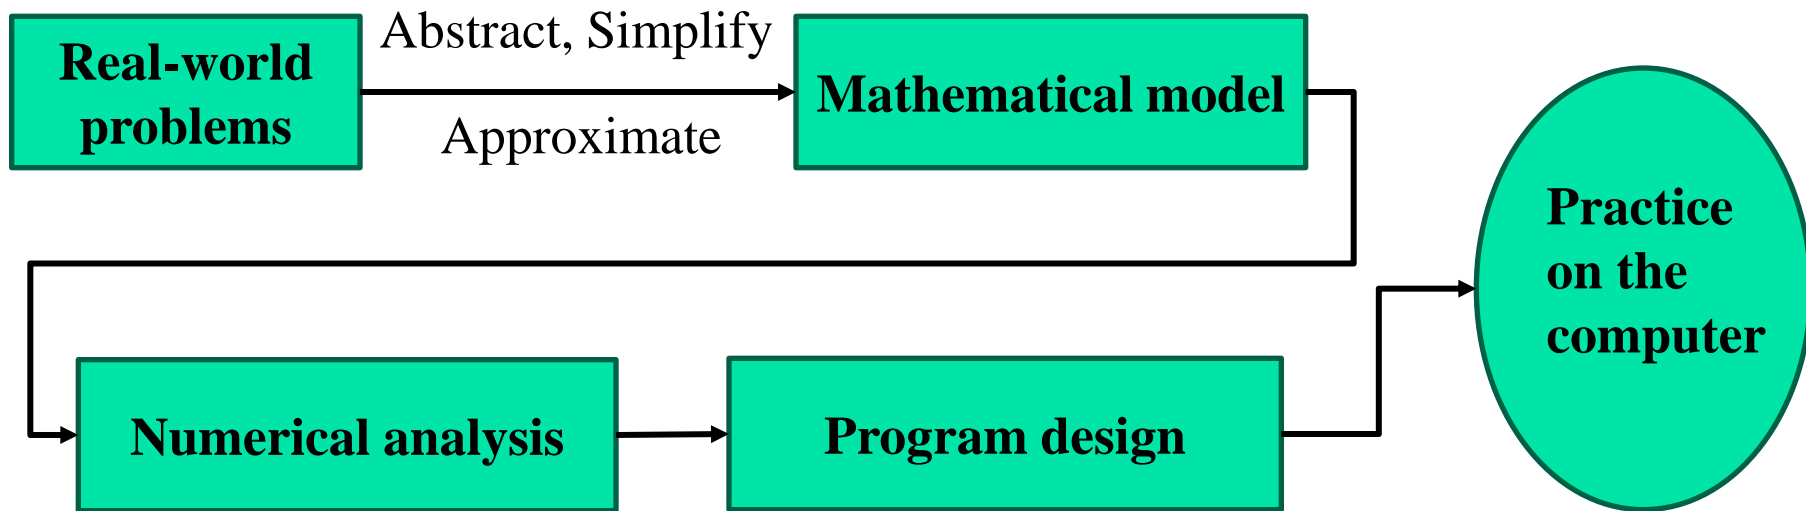 Real-world
problems
Abstract, Simplify
Approximate
Mathematical model
Numerical analysis
Program design
Practice
on the
computer